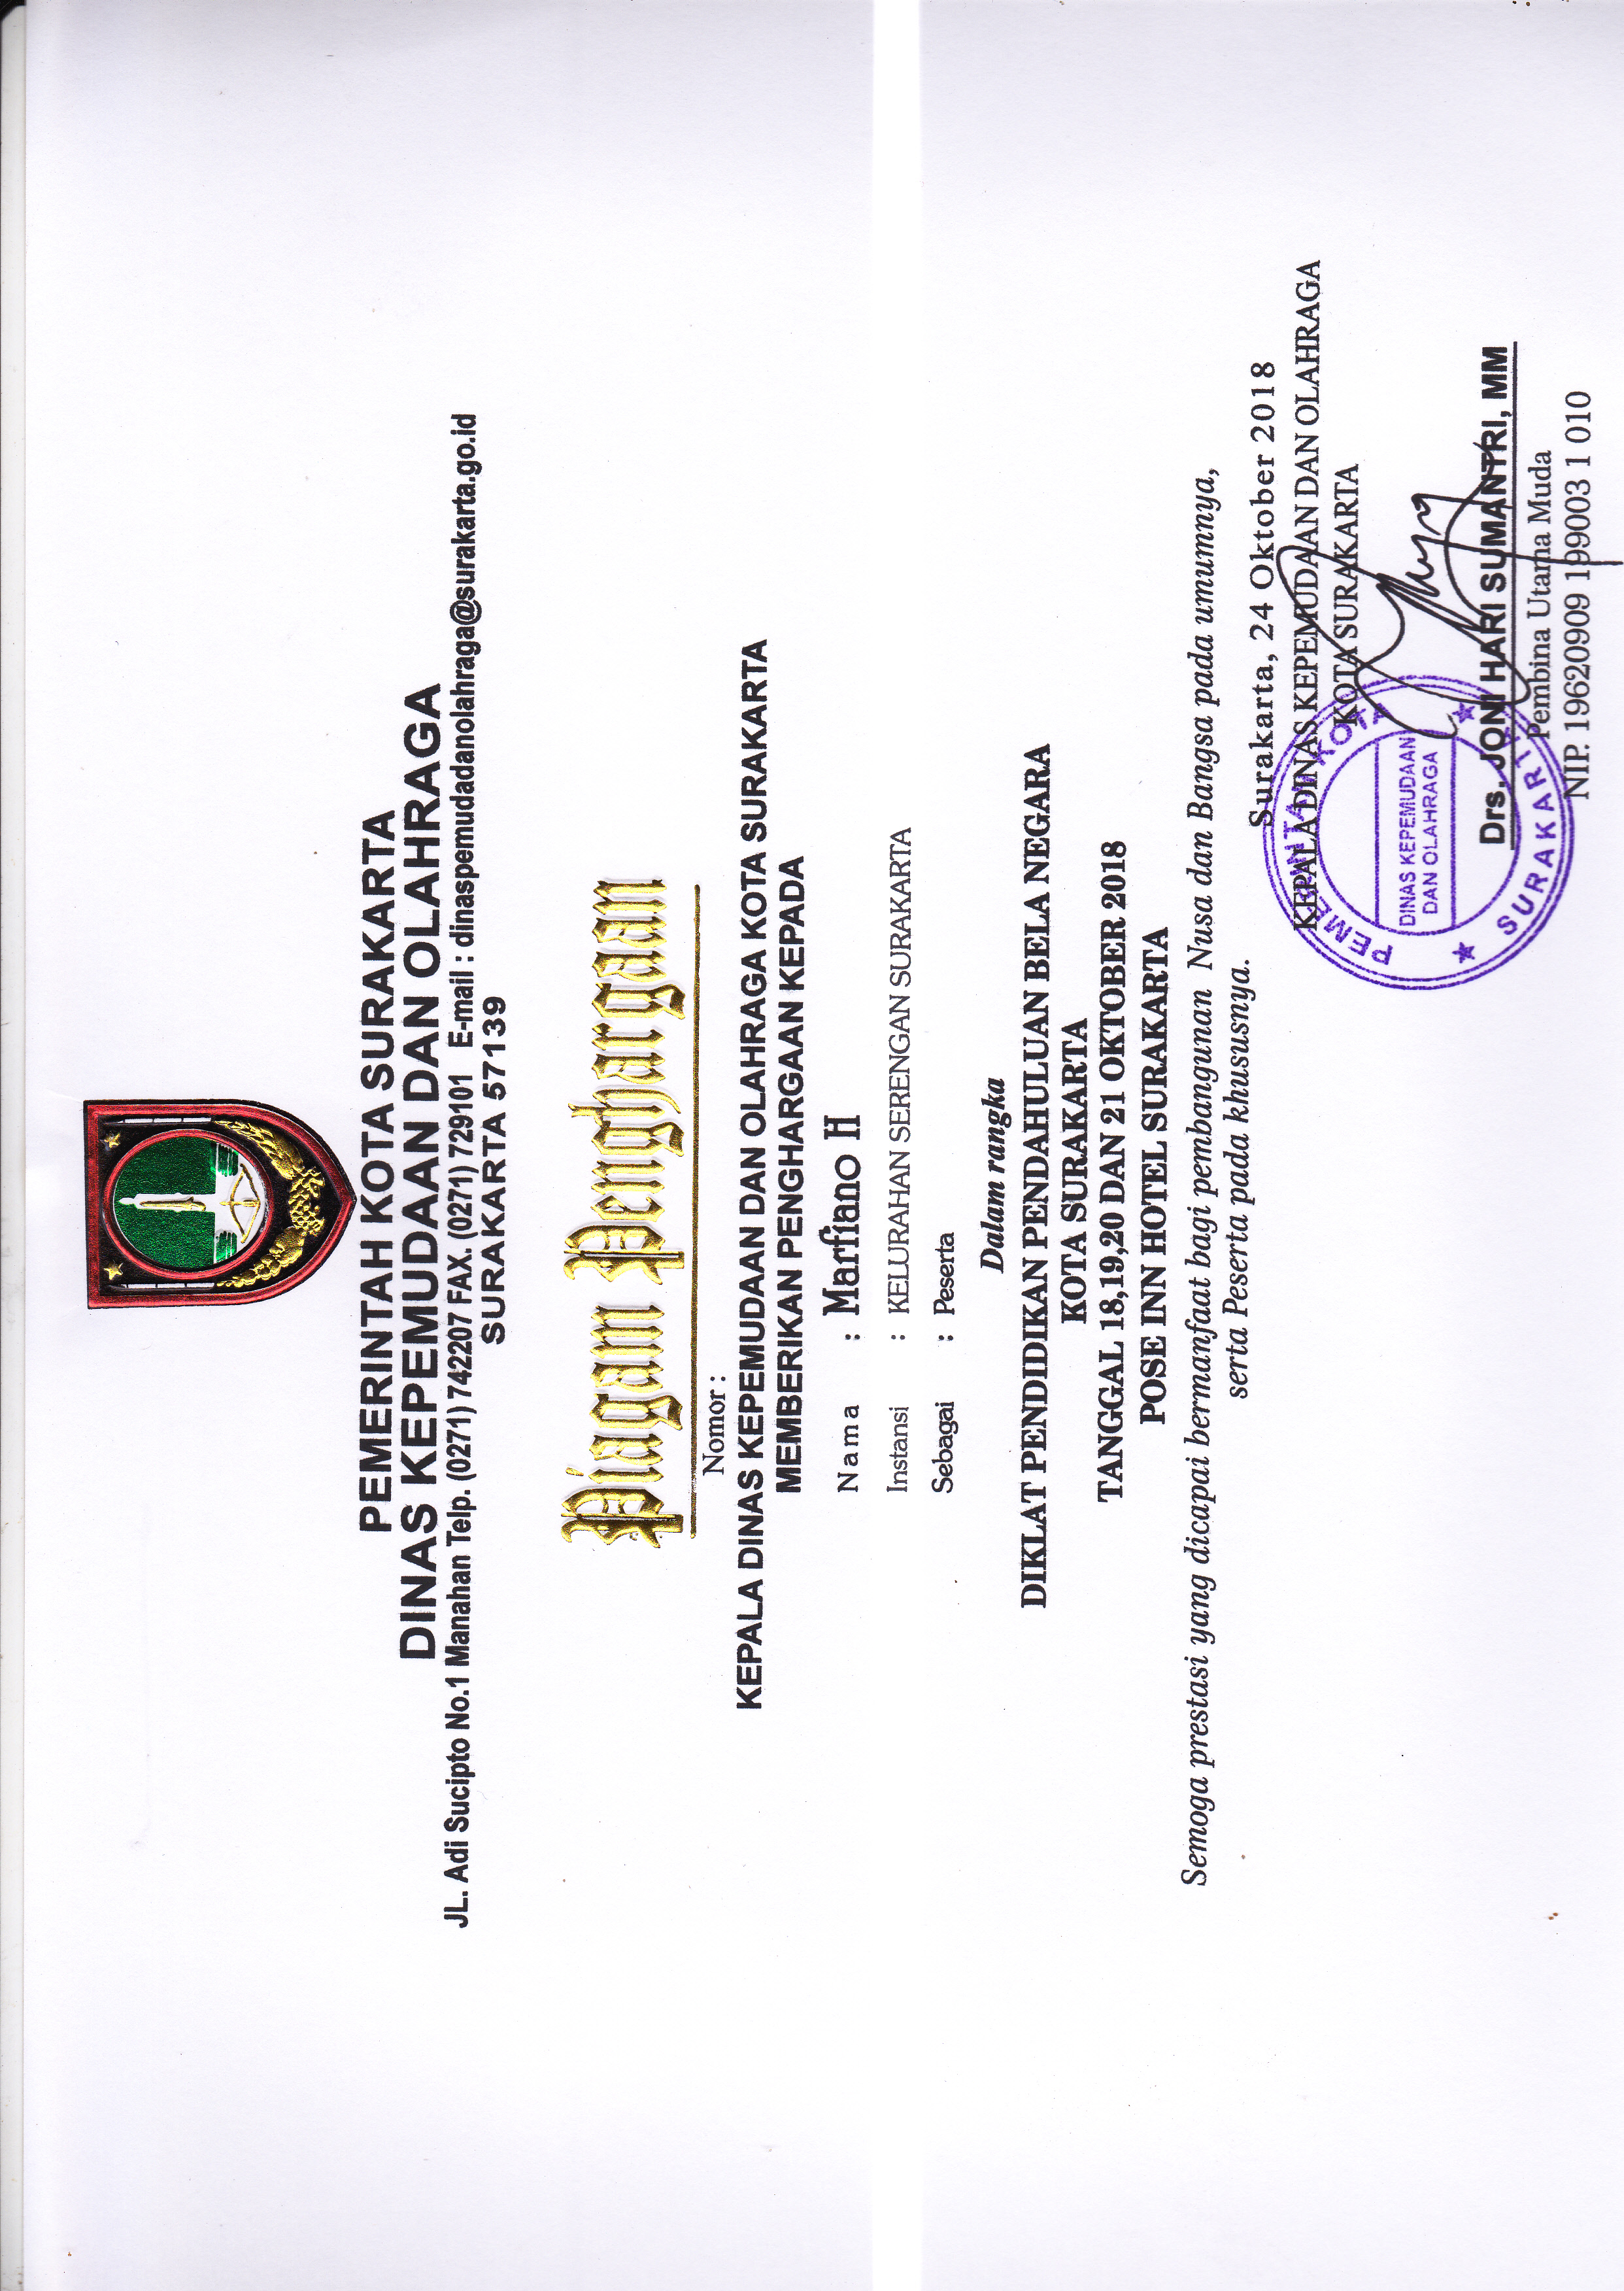 PEMERINTAH KOTA SURAKARTA
DINAS KEPEMUDAAN DAN OLAHRAGA
JL. Adi Sucipto No.1 Manahan Telp. (0271) 742207 FAX. (0271) 729101 E-mail : dinaspemudadanolahraga@surakarta.go.id
SURAKARTA 57139
Piagam Penghargaan
Nomor :
KEPALA DINAS KEPEMUDAAN DAN OLAHRAGA KOTA SURAKARTA
MEMBERIKAN PENGHARGAAN KEPADA
Nama : Marfiano H
Instansi : KELURAHAN SERENGAN SURAKARTA
Sebagai : Peserta
Dalam rangka
DIKLAT PENDIDIKAN PENDAHULUAN BELA NEGARA
KOTA SURAKARTA
TANGGAL 18,19,20 DAN 21 OKTOBER 2018
POSE INN HOTEL SURAKARTA
Semoga prestasi yang dicapai bermanfaat bagi pembangunan Nusa dan Bangsa pada umumnya,
serta Peserta pada khususnya.
Surakarta, 24 Oktober 2018
KEPALA DINAS KEPEMUDAAN DAN OLAHRAGA
KOTA SURAKARTA
PEMERINTAH KOTA
DINAS KEPEMUDAAN
DAN OLAHRAGA
SURAKARTA
Drs. JONI HARI SUMANTRI, MM
Pembina Utama Muda
NIP. 19620909 199003 1 010